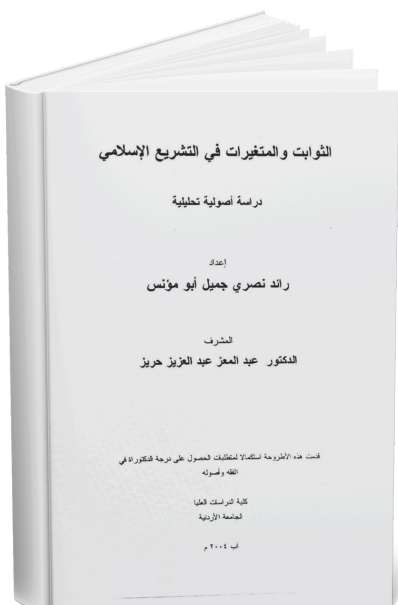 الثوابت والمتغيرات في التشريع الإسلامي
دراسة أصولية تحليلية
إعداد
رائد نصري جميل أبو مؤنس
المشرف
الدكتور عبد المعز عبد العزيز حريز
قدمت هذه الأطروحة استكمالا لمتطلبات الحصول على درجة الدكتوراة في
الفقه وأصوله
كلية الدراسات العليا
الجامعة الأردنية
آب ٢٠٠٤ م